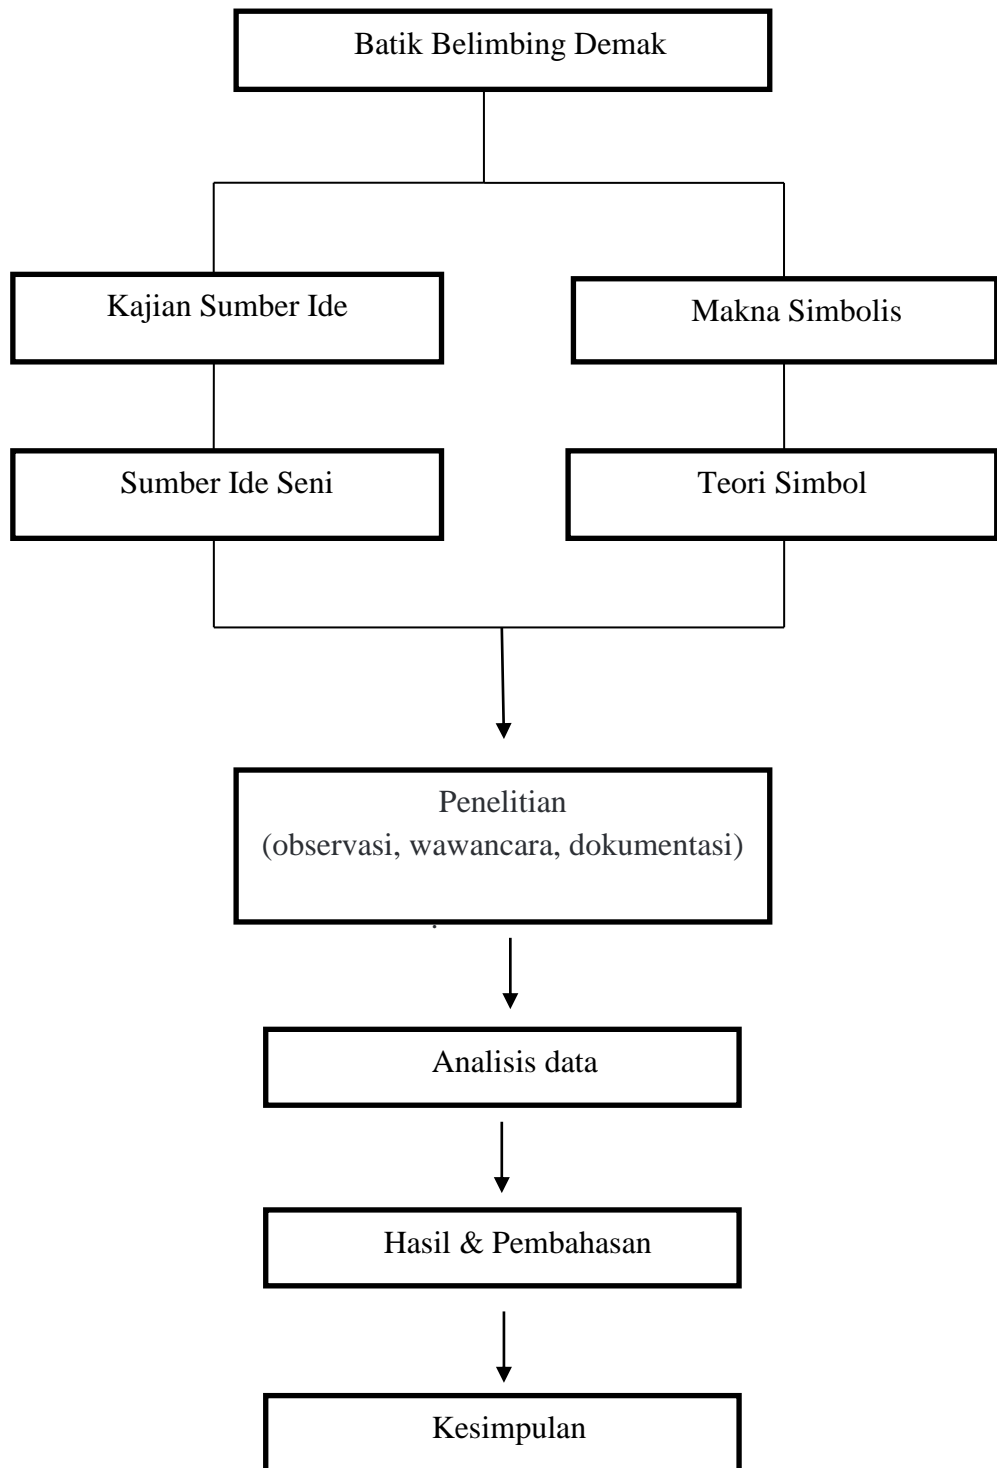 Batik Belimbing Demak
Kajian Sumber Ide
Makna Simbolis
Sumber Ide Seni
Teori Simbol
Penelitian
(observasi, wawancara, dokumentasi)
.
Analisis data
Hasil & Pembahasan
Kesimpulan